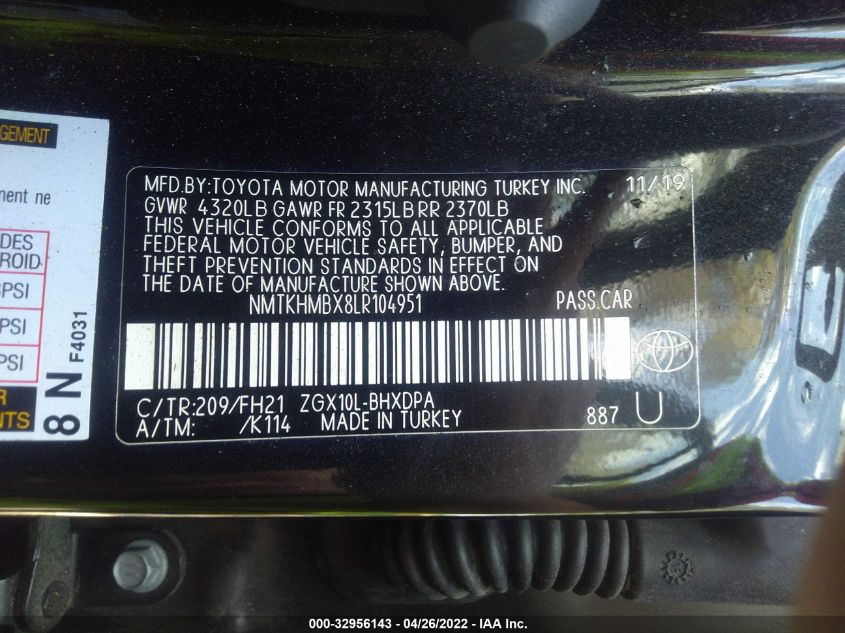 GEMENT
ment ne
DES
ROID
PSI
PSI
PSI
R
ENTS
8 N F4031
MFD.BY:TOYOTA MOTOR MANUFACTURING TURKEY INC. 11/19
GVWR 4320LB GAWR FR 2315LB RR 2370LB
THIS VEHICLE CONFORMS TO ALL APPLICABLE
FEDERAL MOTOR VEHICLE SAFETY, BUMPER, AND
THEFT PREVENTION STANDARDS IN EFFECT ON
THE DATE OF MANUFACTURE SHOWN ABOVE.
NMTKHMBX8LR104951 PASS.CAR
C/TR:209/FH21 ZGX10L-BHXDPA
A/TM: /K114 MADE IN TURKEY 887 U
000-32956143 - 04/26/2022 - IAA Inc.